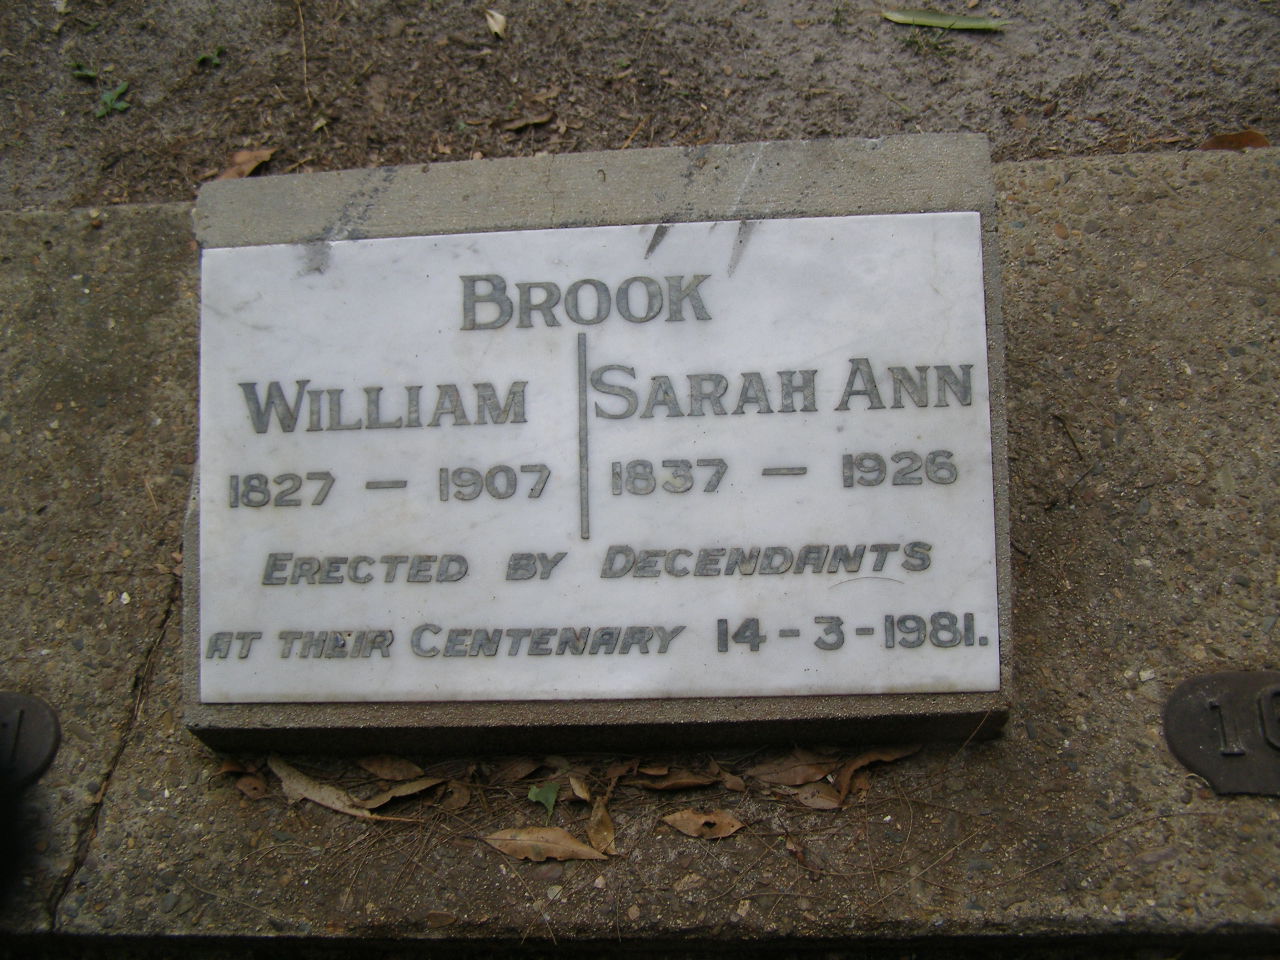 BROOK
WILLIAM
1827 - 1907
SARAH ANN
1837 - 1926
ERECTED BY DECENDANTS
AT THEIR CENTENARY 14-3-1981.